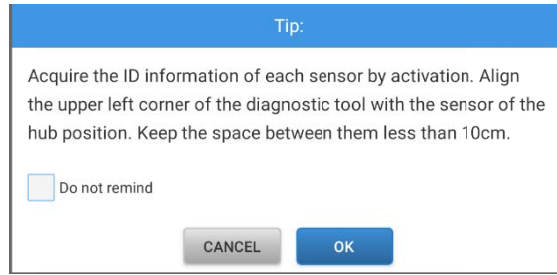 Tip:
Acquire the ID information of each sensor by activation. Align
the upper left corner of the diagnostic tool with the sensor of the
hub position. Keep the space between them less than 10cm.
Do not remind
CANCEL
OK